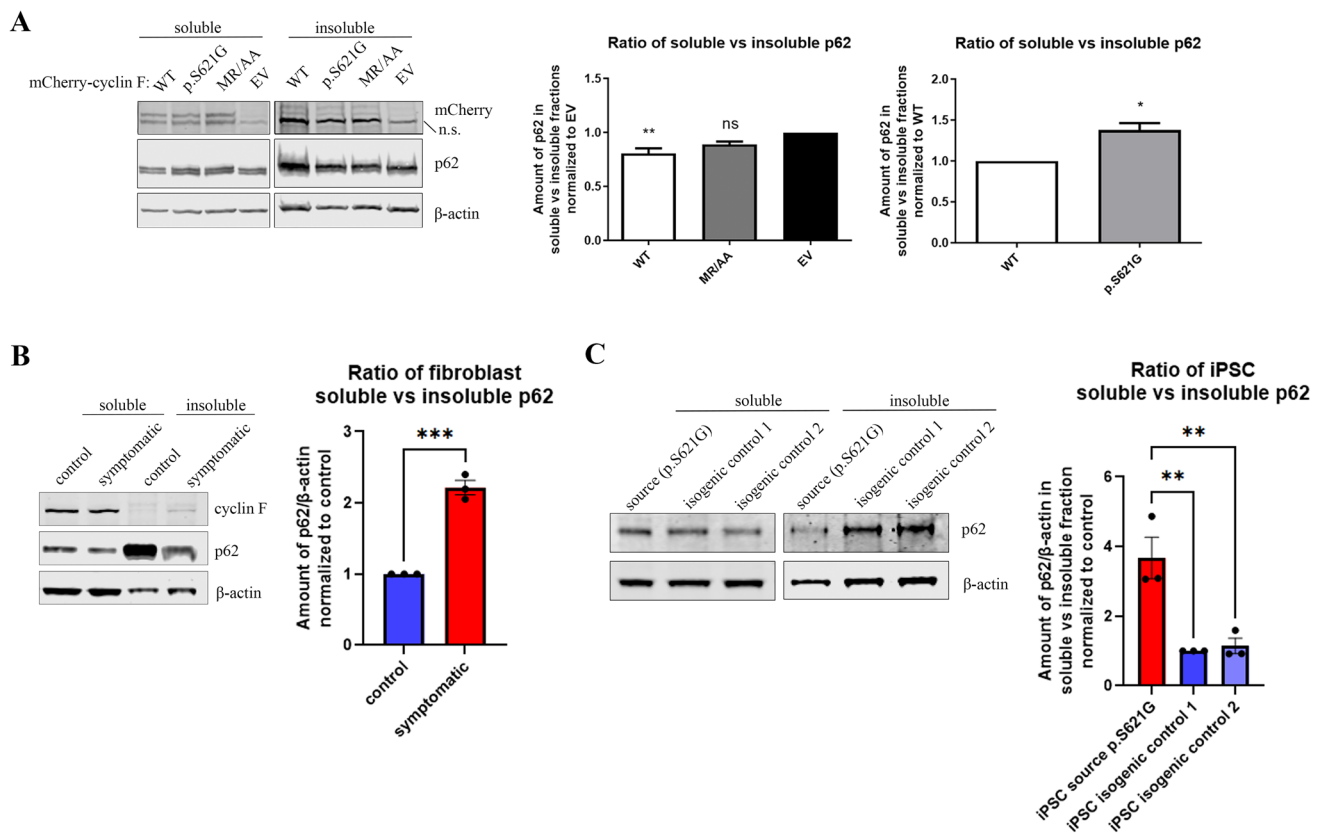 A
soluble
insoluble
mCherry-cyclin F:
WT
p.S621G
MR/AA
EV
WT
p.S621G
MR/AA
EV
mCherry
n.s.
p62
β-actin
Ratio of soluble vs insoluble p62
Amount of p62 in
soluble vs insoluble fractions
normalized to EV
1.5
1.0
0.5
0.0
**
ns
WT
MR/AA
EV
Ratio of soluble vs insoluble p62
Amount of p62 in
soluble vs insoluble fractions
normalized to WT
2.0
1.5
1.0
0.5
0.0
*
WT
p.S621G
B
soluble
insoluble
control
symptomatic
control
symptomatic
cyclin F
p62
β-actin
Ratio of fibroblast
soluble vs insoluble p62
Amount of p62/β-actin
normalized to control
3
2
1
0
***
control
symptomatic
C
soluble
insoluble
source (p.S621G)
isogenic control 1
isogenic control 2
source (p.S621G)
isogenic control 1
isogenic control 2
p62
β-actin
Ratio of iPSC
soluble vs insoluble p62
Amount of p62/β-actin in
soluble vs insoluble fraction
normalized to control
6
4
2
0
**
**
iPSC source p.S621G
iPSC isogenic control 1
iPSC isogenic control 2